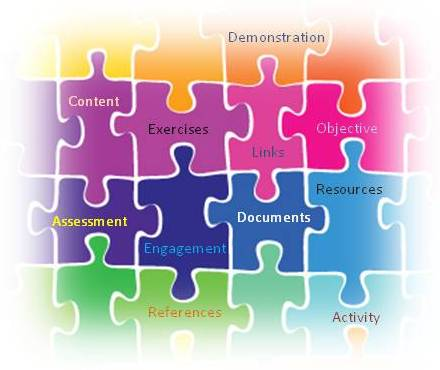 Demonstration
Content
Exercises
Objective
Links
Resources
Assessment
Documents
Engagement
References
Activity